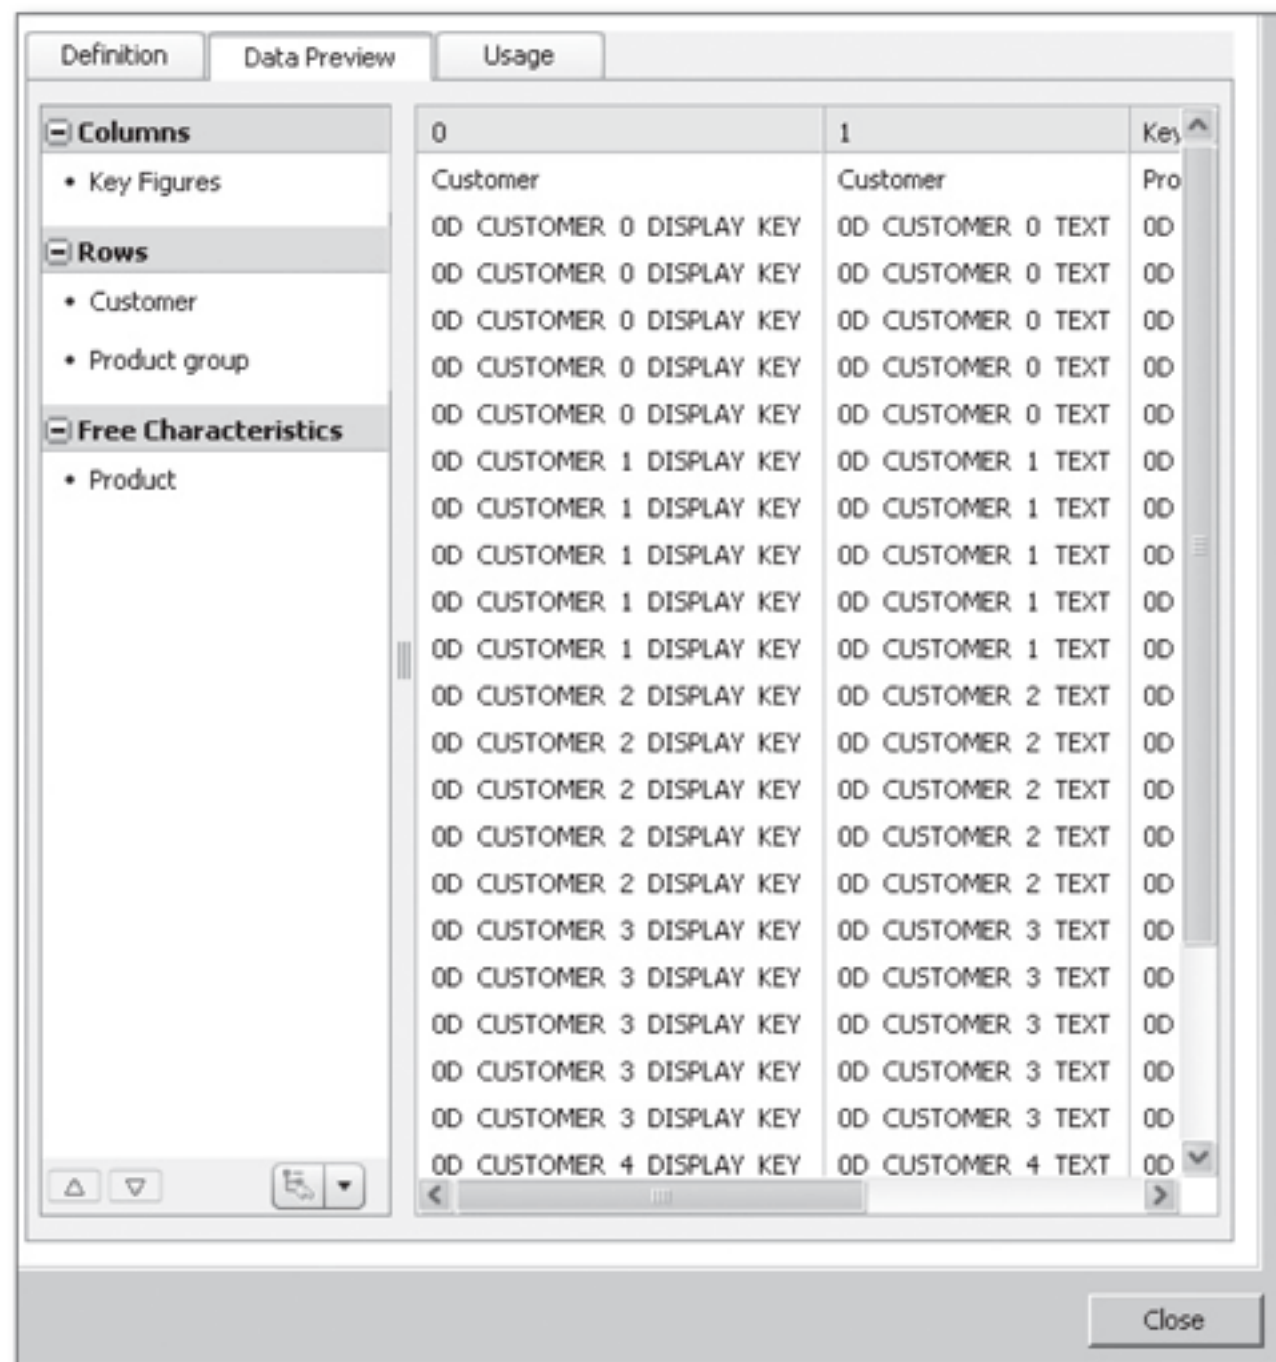 Definition Data Preview Usage
Columns
Key Figures
Rows
Customer
Product group
Free Characteristics
Product
0 1 Key
Customer Customer Pro
0D CUSTOMER 0 DISPLAY KEY 0D CUSTOMER 0 TEXT 0D
0D CUSTOMER 0 DISPLAY KEY 0D CUSTOMER 0 TEXT 0D
0D CUSTOMER 0 DISPLAY KEY 0D CUSTOMER 0 TEXT 0D
0D CUSTOMER 0 DISPLAY KEY 0D CUSTOMER 0 TEXT 0D
0D CUSTOMER 0 DISPLAY KEY 0D CUSTOMER 0 TEXT 0D
0D CUSTOMER 1 DISPLAY KEY 0D CUSTOMER 1 TEXT 0D
0D CUSTOMER 1 DISPLAY KEY 0D CUSTOMER 1 TEXT 0D
0D CUSTOMER 1 DISPLAY KEY 0D CUSTOMER 1 TEXT 0D
0D CUSTOMER 1 DISPLAY KEY 0D CUSTOMER 1 TEXT 0D
0D CUSTOMER 1 DISPLAY KEY 0D CUSTOMER 1 TEXT 0D
0D CUSTOMER 2 DISPLAY KEY 0D CUSTOMER 2 TEXT 0D
0D CUSTOMER 2 DISPLAY KEY 0D CUSTOMER 2 TEXT 0D
0D CUSTOMER 2 DISPLAY KEY 0D CUSTOMER 2 TEXT 0D
0D CUSTOMER 2 DISPLAY KEY 0D CUSTOMER 2 TEXT 0D
0D CUSTOMER 2 DISPLAY KEY 0D CUSTOMER 2 TEXT 0D
0D CUSTOMER 3 DISPLAY KEY 0D CUSTOMER 3 TEXT 0D
0D CUSTOMER 3 DISPLAY KEY 0D CUSTOMER 3 TEXT 0D
0D CUSTOMER 3 DISPLAY KEY 0D CUSTOMER 3 TEXT 0D
0D CUSTOMER 3 DISPLAY KEY 0D CUSTOMER 3 TEXT 0D
0D CUSTOMER 3 DISPLAY KEY 0D CUSTOMER 3 TEXT 0D
0D CUSTOMER 4 DISPLAY KEY 0D CUSTOMER 4 TEXT 0D
Close